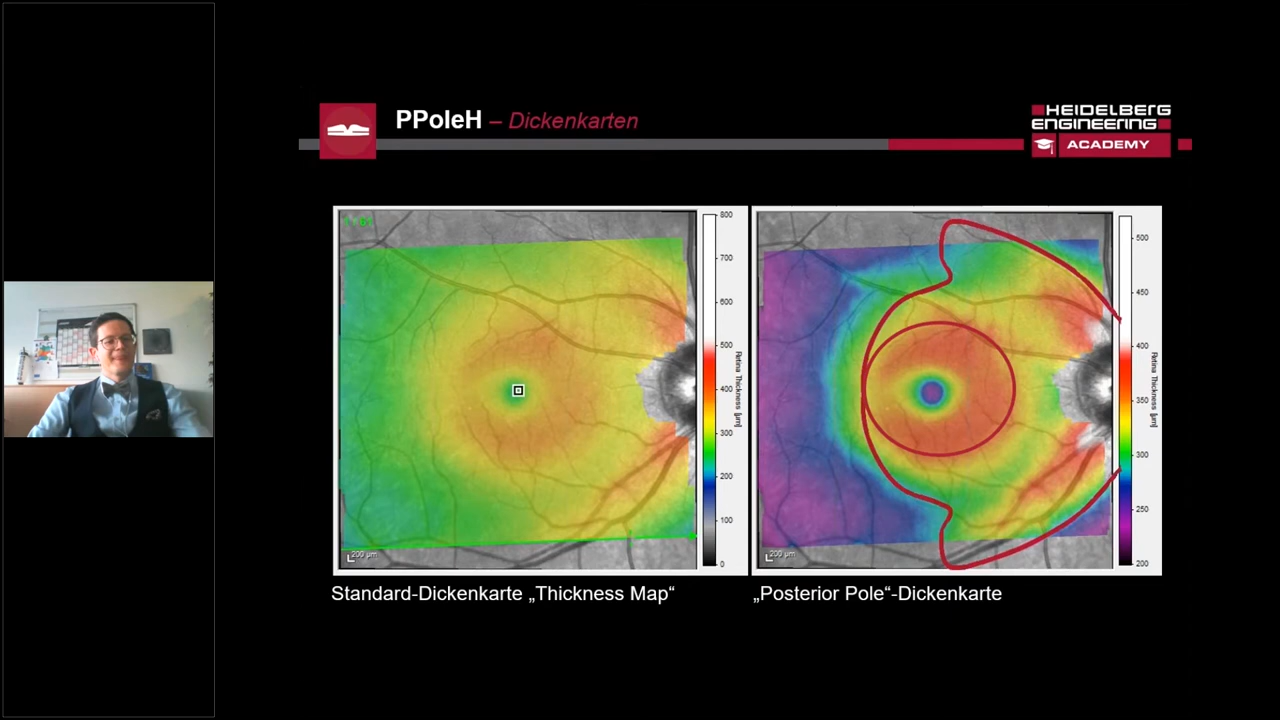 PPoleH – Dickenkarten
HEIDELBERG
ENGINEERING
ACADEMY
800
700
600
500
400
300
200
100
0
Retina Thickness [µm]
200 µm
500
450
400
350
300
250
200
Retina Thickness [µm]
200 µm
Standard-Dickenkarte „Thickness Map“
„Posterior Pole“-Dickenkarte